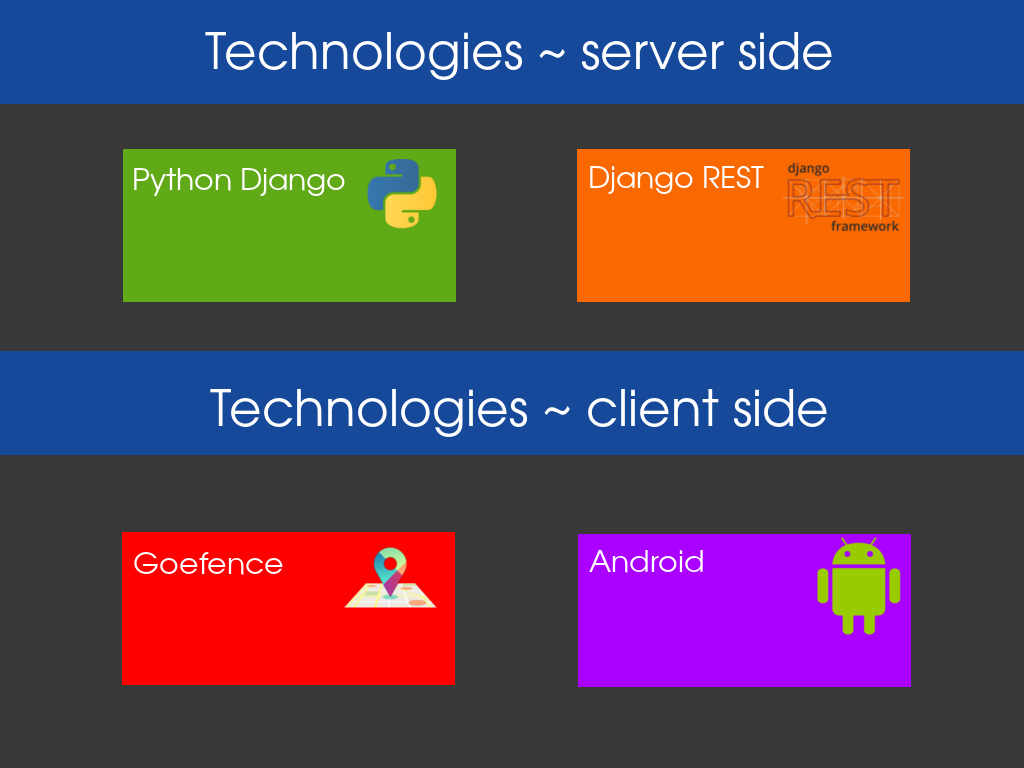 Technologies ~ server side
Python Django
Django REST
django
REST
framework
Technologies ~ client side
Goefence
Android